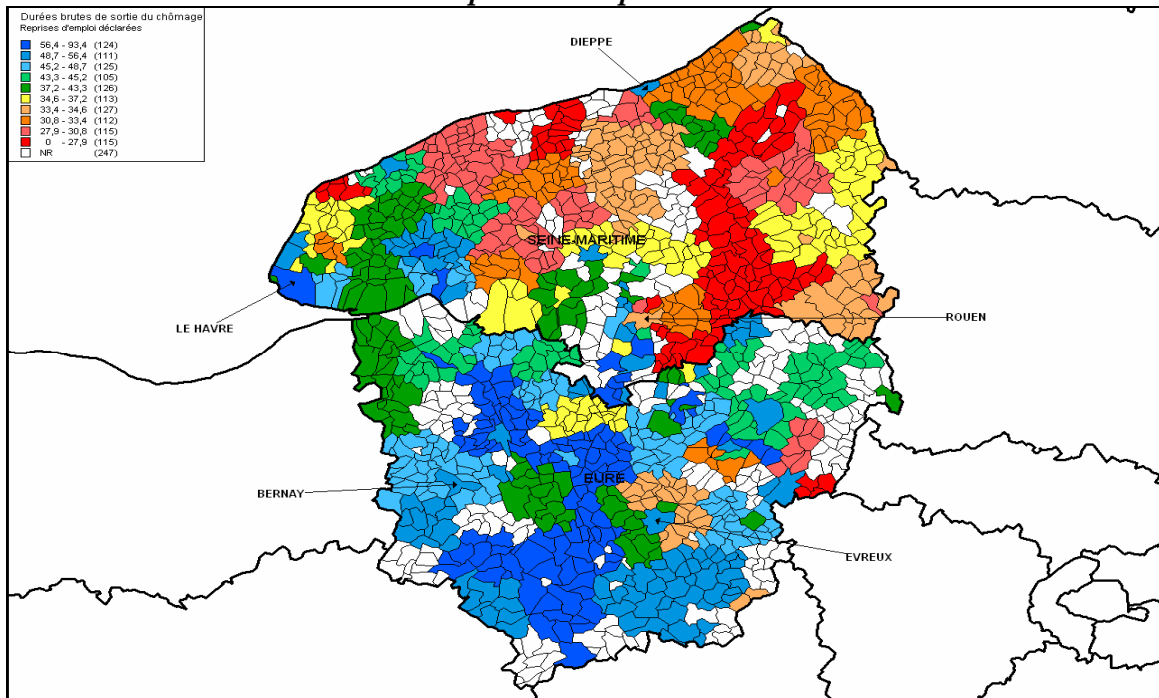 Durées brutes de sortie du chômage
Reprises d'emploi déclarées
56,4 - 93,4 (124)
48,7 - 56,4 (111)
45,2 - 48,7 (125)
43,3 - 45,2 (105)
37,2 - 43,3 (126)
34,6 - 37,2 (113)
33,4 - 34,6 (127)
30,8 - 33,4 (112)
27,9 - 30,8 (115)
0 - 27,9 (115)
NR (247)
DIEPPE
SEINE-MARITIME
LE HAVRE
ROUEN
BERNAY
EURE
EVREUX